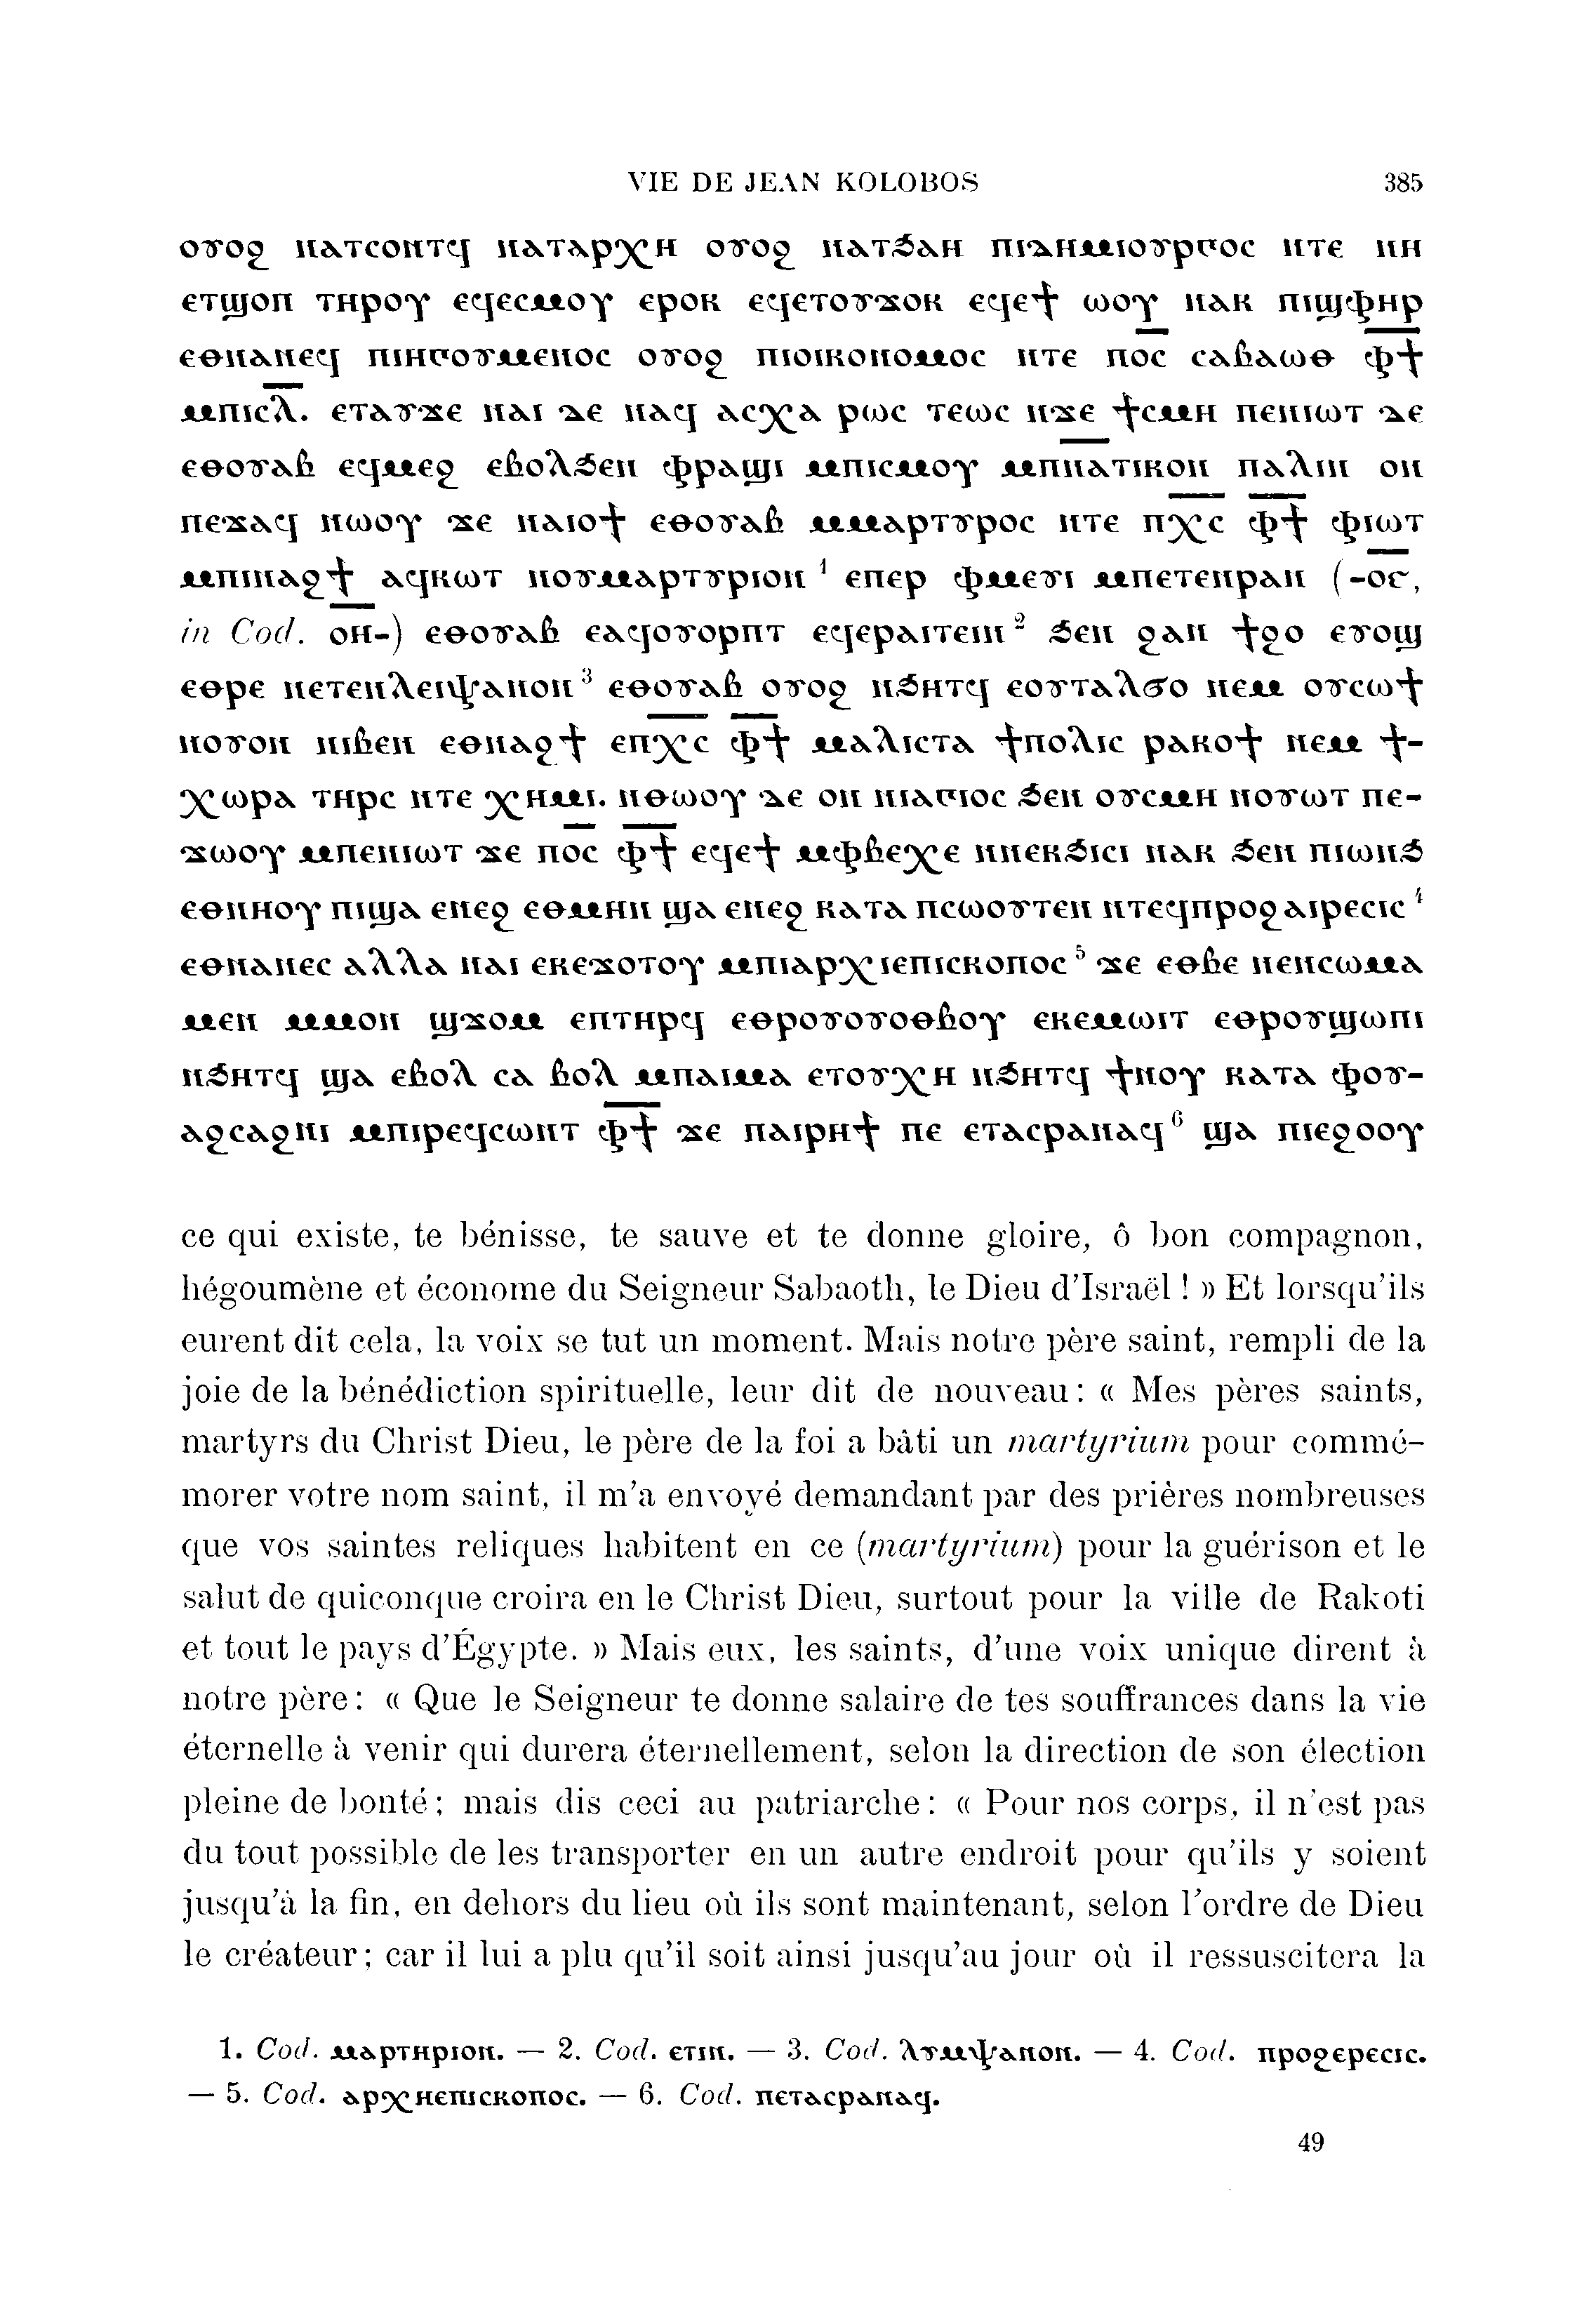 VIE DE JEAN KOLOBOS 385
ⲟⲩⲟϩ ⲛⲁⲧⲥⲟⲛⲧϥ ⲛⲁⲧⲁⲣⲭⲏ ⲟⲩⲟϩ ⲛⲁⲧϧⲁⲏ ⲡⲓⲇⲏⲙⲓⲟⲩⲣⲅⲟⲥ ⲛⲧⲉ ⲛⲏ
ⲉⲧϣⲟⲡ ⲧⲏⲣⲟⲩ ⲉϥⲉⲥⲙⲟⲩ ⲉⲣⲟⲕ ⲉϥⲉⲧⲟⲩϫⲟⲕ ⲉϥⲉϯ ⲱⲟⲩ ⲛⲁⲕ ⲡⲓϣⲫⲏⲣ
ⲉⲑⲛⲁⲛⲉϥ ⲡⲓⲏⲅⲟⲩⲙⲉⲛⲟⲥ ⲟⲩⲟϩ ⲡⲓⲟⲓⲕⲟⲛⲟⲙⲟⲥ ⲛⲧⲉ ⲡⲟ̅ⲥ̅ ⲥⲁⲃⲁⲱⲑ ⲫ̅ϯ̅
ⲙⲡⲓⲥ̅ⲗ̅. ⲉⲧⲁⲩϫⲉ ⲛⲁⲓ ⲇⲉ ⲛⲁϥ ⲁⲥⲭⲁ ⲣⲱⲥ ⲧⲉⲱⲥ ⲛϫⲉ ϯⲥⲙⲏ ⲡⲉⲛⲓⲱⲧ ⲇⲉ
ⲉⲑⲟⲩⲁⲃ ⲉϥⲙⲉϩ ⲉⲃⲟⲗϧⲉⲛ ⲫⲣⲁϣⲓ ⲙⲡⲓⲥⲙⲟⲩ ⲙⲡ̅ⲛ̅ⲁ̅ⲧⲓⲕⲟⲛ ⲡⲁⲗⲓⲛ ⲟⲛ
ⲡⲉϫⲁϥ ⲛⲱⲟⲩ ϫⲉ ⲛⲁⲓⲟϯ ⲉⲑⲟⲩⲁⲃ ⲙⲙⲁⲣⲧⲩⲣⲟⲥ ⲛⲧⲉ ⲡ̅ⲭ̅ⲥ̅ ⲫ̅ϯ̅ ⲫⲓⲱⲧ
ⲙⲡⲓⲛⲁϩϯ ⲁϥⲕⲱⲧ ⲛⲟⲩⲙⲁⲣⲧⲩⲣⲓⲟⲛ ¹ ⲉⲡⲉⲣ ⲫⲙⲉⲩⲓ ⲙⲡⲉⲧⲉⲛⲣⲁⲛ (-ⲟ̅ⲅ̅,
in Cod. ⲟ̅ⲏ̅-) ⲉⲑⲟⲩⲁⲃ ⲉⲁϥⲟⲩⲟⲣⲡⲧ ⲉϥⲉⲣⲁⲓⲧⲉⲓⲛ ² ϧⲉⲛ ϩⲁⲛ ϯϩⲟ ⲉⲩⲟϣ
ⲉⲑⲣⲉ ⲛⲉⲧⲉⲛⲗⲉⲓⲯⲁⲛⲟⲛ ³ ⲉⲑⲟⲩⲁⲃ ⲟⲩⲟϩ ⲛϧⲏⲧϥ ⲉⲟⲩⲧⲁⲗϭⲟ ⲛⲉⲙ ⲟⲩⲥⲱϯ
ⲛⲟⲩⲟⲛ ⲛⲓⲃⲉⲛ ⲉⲑⲛⲁϩϯ ⲉⲡ̅ⲭ̅ⲥ̅ ⲫ̅ϯ̅ ⲙⲁⲗⲓⲥⲧⲁ ϯⲡⲟⲗⲓⲥ ⲣⲁⲕⲟϯ ⲛⲉⲙ ϯ-
ⲭⲱⲣⲁ ⲧⲏⲣⲥ ⲛⲧⲉ ⲭⲏⲙⲓ. ⲛⲑⲱⲟⲩ ⲇⲉ ⲟⲛ ⲛⲓⲁⲅⲓⲟⲥ ϧⲉⲛ ⲟⲩⲥⲙⲏ ⲛⲟⲩⲱⲧ ⲡⲉ-
ϫⲱⲟⲩ ⲙⲡⲉⲛⲓⲱⲧ ϫⲉ ⲡⲟ̅ⲥ̅ ⲫ̅ϯ̅ ⲉϥⲉϯ ⲙⲫⲃⲉⲭⲉ ⲛⲛⲉⲕϧⲓⲥⲓ ⲛⲁⲕ ϧⲉⲛ ⲡⲓⲱⲛϧ
ⲉⲑⲛⲏⲟⲩ ⲡⲓϣⲁ ⲉⲛⲉϩ ⲉⲑⲙⲏⲛ ϣⲁ ⲉⲛⲉϩ ⲕⲁⲧⲁ ⲡⲥⲱⲟⲩⲧⲉⲛ ⲛⲧⲉϥⲡⲣⲟϩⲁⲓⲣⲉⲥⲓⲥ ⁴
ⲉⲑⲛⲁⲛⲉⲥ ⲁⲗⲗⲁ ⲛⲁⲓ ⲉⲕⲉϫⲟⲧⲟⲩ ⲙⲡⲓⲁⲣⲭⲓⲉⲡⲓⲥⲕⲟⲡⲟⲥ ⁵ ϫⲉ ⲉⲑⲃⲉ ⲛⲉⲛⲥⲱⲙⲁ
ⲙⲉⲛ ⲙⲙⲟⲛ ϣϫⲟⲙ ⲉⲡⲧⲏⲣϥ ⲉⲑⲣⲟⲩⲟⲩⲟⲑⲃⲟⲩ ⲉⲕⲉⲙⲱⲓⲧ ⲉⲑⲣⲟⲩϣⲱⲡⲓ
ⲛϧⲏⲧϥ ϣⲁ ⲉⲃⲟⲗ ⲥⲁ ⲃⲟⲗ ⲙⲡⲁⲓⲙⲁ ⲉⲧⲟⲩⲭⲏ ⲛϧⲏⲧϥ ϯⲛⲟⲩ ⲕⲁⲧⲁ ⲫⲟⲩ-
ⲁϩⲥⲁϩⲛⲓ ⲙⲡⲓⲣⲉϥⲥⲱⲛⲧ ⲫ̅ϯ̅ ϫⲉ ⲡⲁⲓⲣⲏϯ ⲡⲉ ⲉⲧⲁⲥⲣⲁⲛⲁϥ ⁶ ϣⲁ ⲡⲓⲉϩⲟⲟⲩ
ce qui existe, te bénisse, te sauve et te donne gloire, ô bon compagnon,
hégoumène et économe du Seigneur Sabaoth, le Dieu d'Israël ! » Et lorsqu'ils
eurent dit cela, la voix se tut un moment. Mais notre père saint, rempli de la
joie de la bénédiction spirituelle, leur dit de nouveau : « Mes pères saints,
martyrs du Christ Dieu, le père de la foi a bâti un martyrium pour commé-
morer votre nom saint, il m'a envoyé demandant par des prières nombreuses
que vos saintes reliques habitent en ce (martyrium) pour la guérison et le
salut de quiconque croira en le Christ Dieu, surtout pour la ville de Rakoti
et tout le pays d'Égypte. » Mais eux, les saints, d'une voix unique dirent à
notre père : « Que le Seigneur te donne salaire de tes souffrances dans la vie
éternelle à venir qui durera éternellement, selon la direction de son élection
pleine de bonté ; mais dis ceci au patriarche : « Pour nos corps, il n'est pas
du tout possible de les transporter en un autre endroit pour qu'ils y soient
jusqu'à la fin, en dehors du lieu où ils sont maintenant, selon l'ordre de Dieu
le créateur ; car il lui a plu qu'il soit ainsi jusqu'au jour où il ressuscitera la
1. Cod. ⲙⲁⲣⲧⲏⲣⲓⲟⲛ. — 2. Cod. ⲉⲧⲓⲛ. — 3. Cod. ⲗⲩⲙⲯⲁⲛⲟⲛ. — 4. Cod. ⲡⲣⲟϩⲉⲣⲉⲥⲓⲥ.
— 5. Cod. ⲁⲣⲭⲏⲉⲡⲓⲥⲕⲟⲡⲟⲥ. — 6. Cod. ⲡⲉⲧⲁⲥⲣⲁⲛⲁϥ.
49